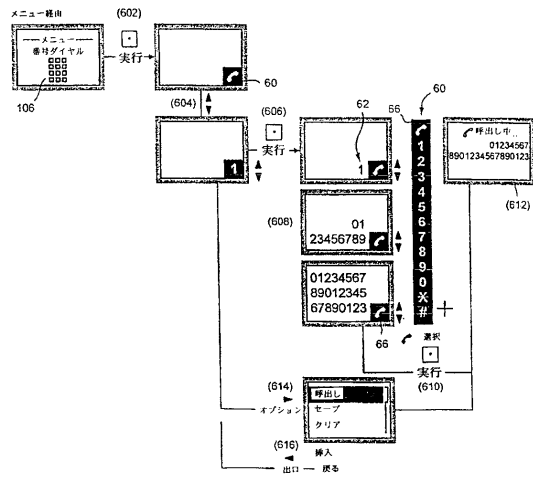 メニュー経由
(602)
メニュー
番号ダイヤル
実行
106
60
(604)
(606)
1
実行
62
1
66
60
1
2
3
4
5
6
7
8
9
0
X
#
呼出し中..
01234567
8901234567890123
(612)
(608)
01
23456789
01234567
89012345
67890123
66
選択
実行
(610)
(614)
オプション
呼出し
セーブ
クリア
挿入
(616)
出口
戻る